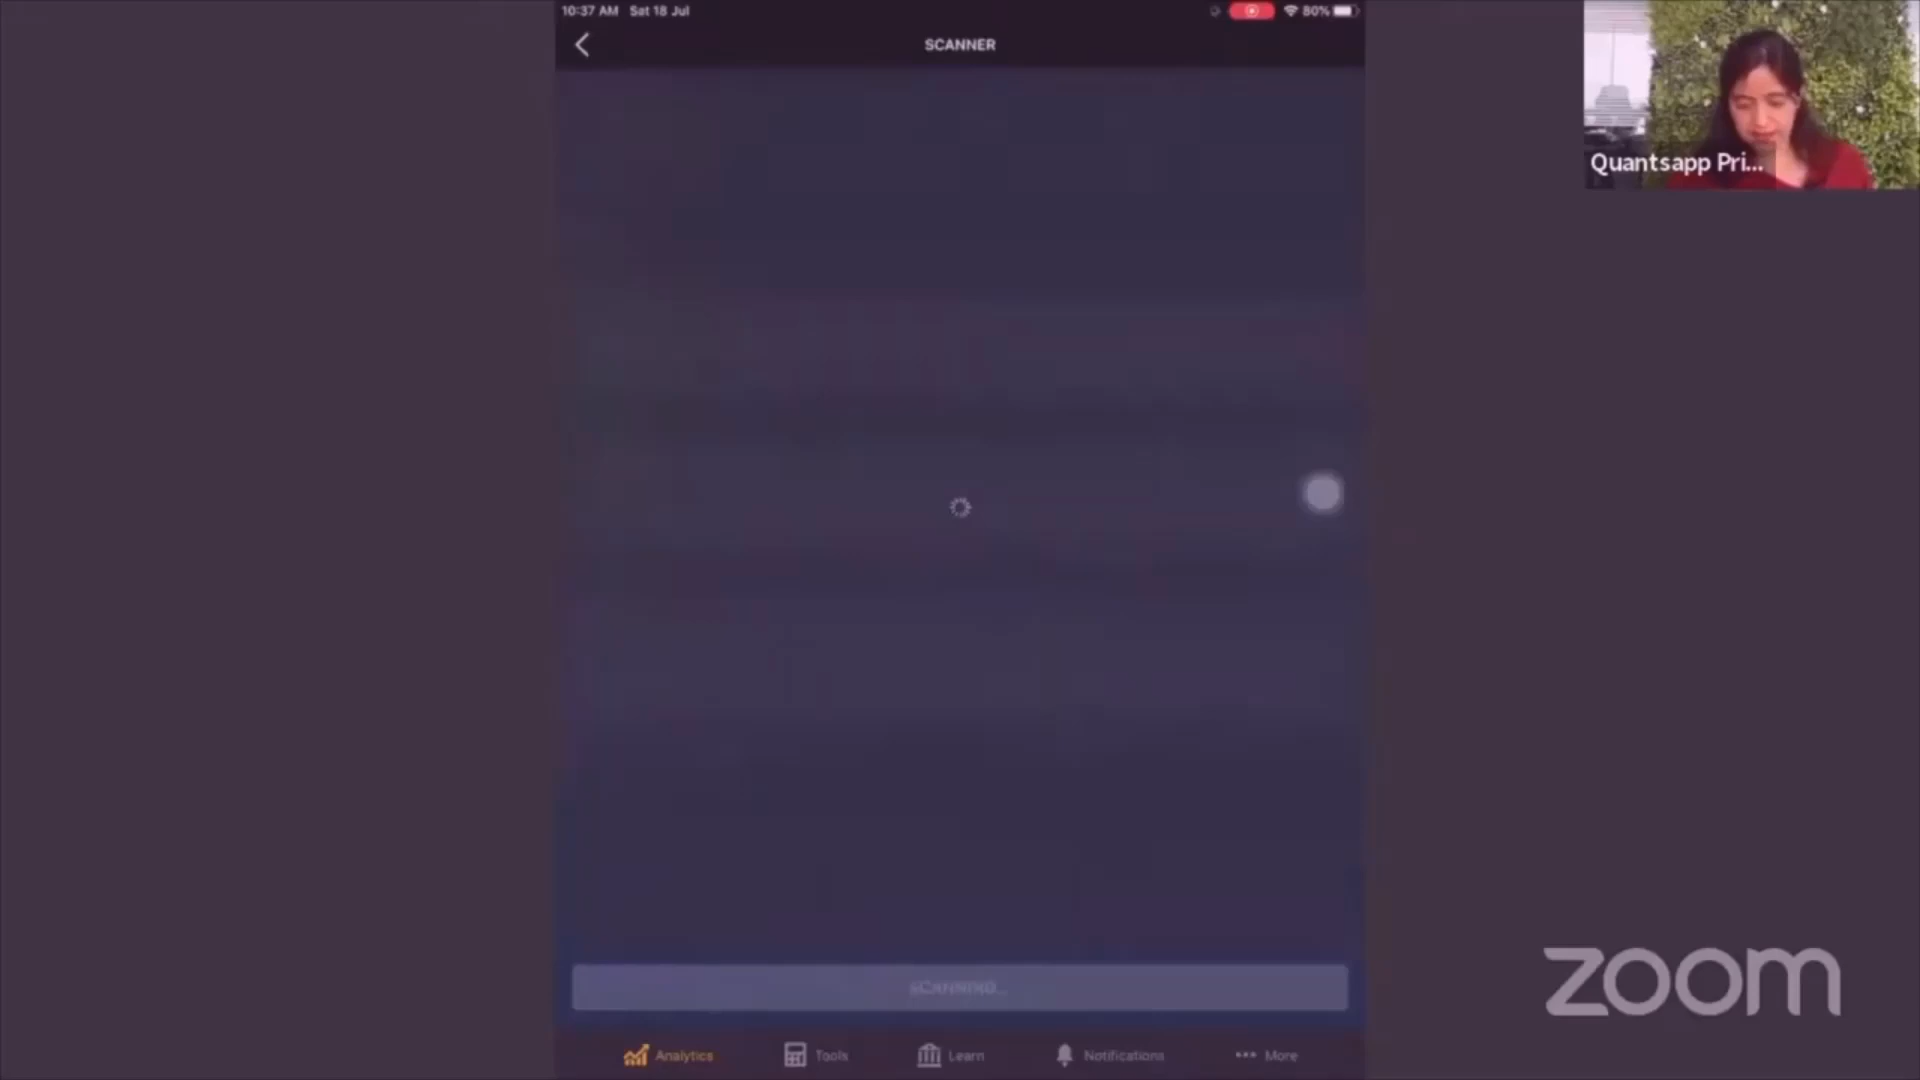 10:37 AM Sat 18 Jul
80%
SCANNER
Quantsapp Pri...
SCANNING...
Analytics
Tools
Learn
Notifications
More
zoom